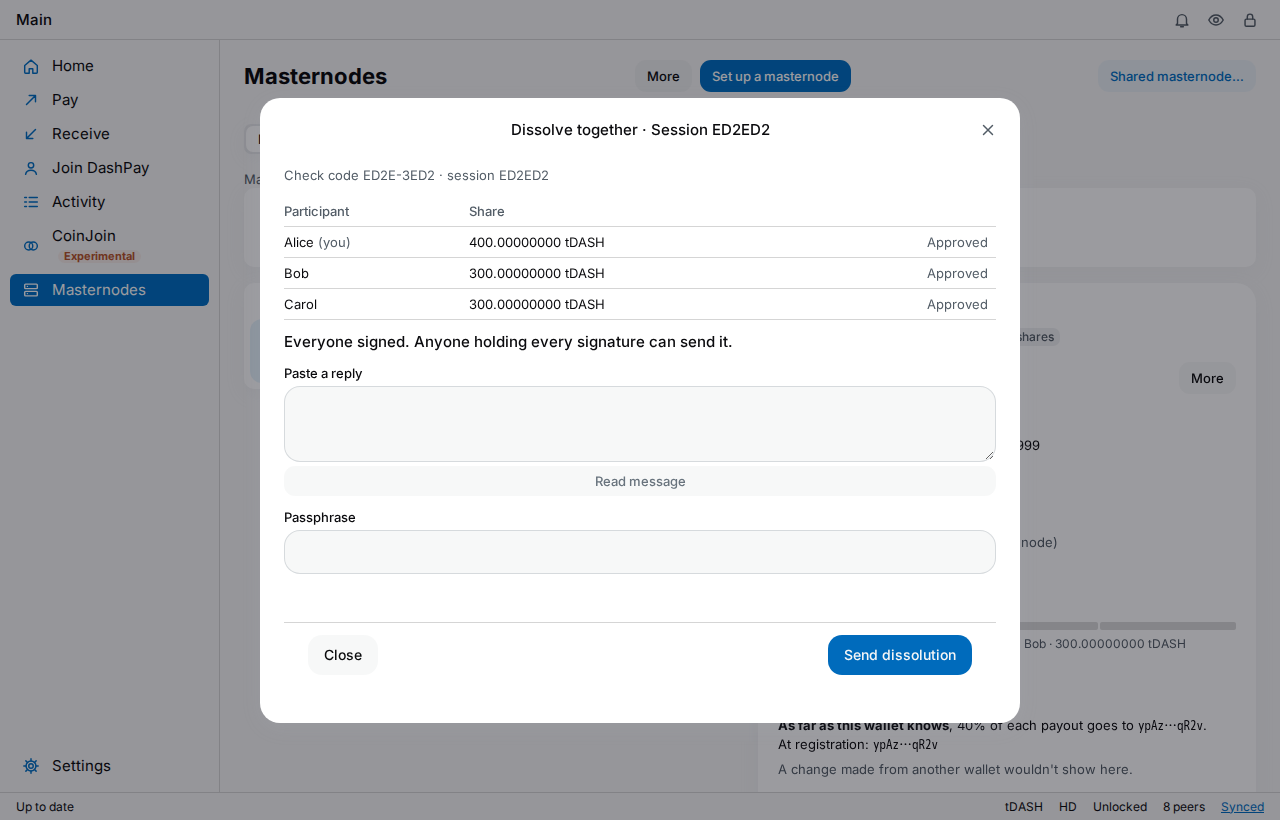 Main
Home
Pay
Receive
Join DashPay
Activity
CoinJoin
Experimental
Masternodes
Settings
Masternodes
More
Set up a masternode
Shared masternode…
Dissolve together · Session ED2ED2
Check code ED2E-3ED2 · session ED2ED2
Participant Share
Alice (you) 400.00000000 tDASH Approved
Bob 300.00000000 tDASH Approved
Carol 300.00000000 tDASH Approved
Everyone signed. Anyone holding every signature can send it.
Paste a reply
Read message
Passphrase
Close
Send dissolution
shares
More
999
node)
Bob · 300.00000000 tDASH
As far as this wallet knows, 40% of each payout goes to ypAz…qR2v.
At registration: ypAz…qR2v
A change made from another wallet wouldn't show here.
Up to date
tDASH HD Unlocked 8 peers Synced